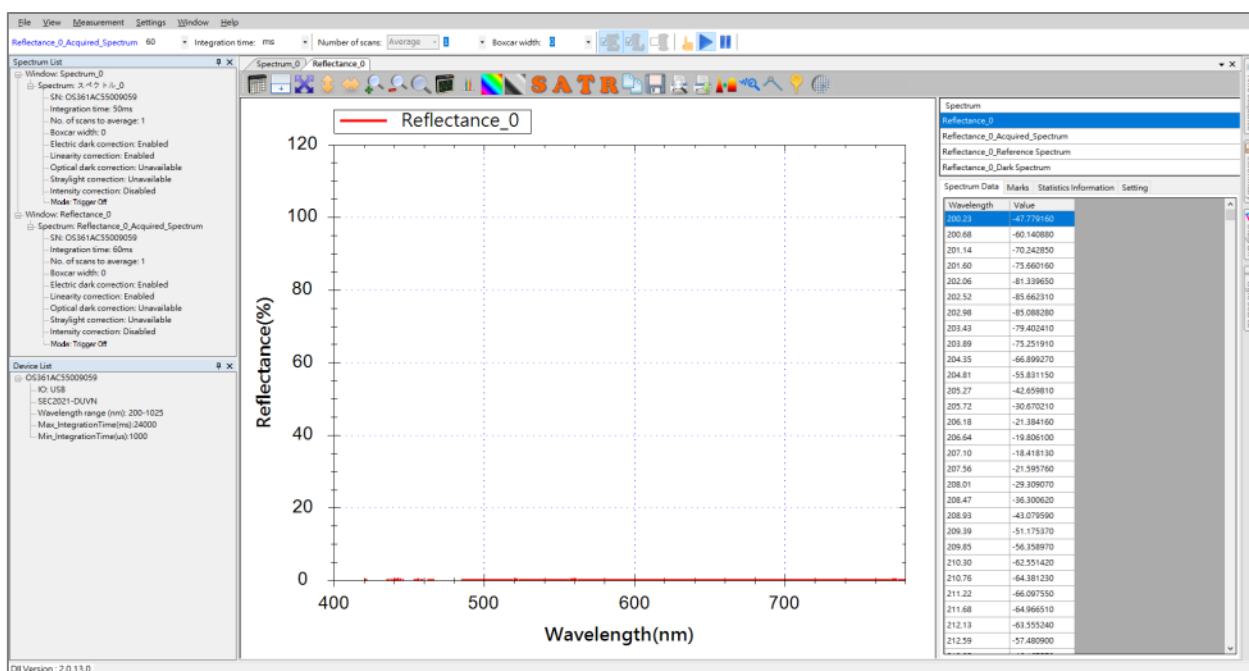 File View Measurement Settings Window Help
Reflectance_0_Acquired_Spectrum 60 Integration time: ms Number of scans: Average Boxcar width:
Spectrum List
Window: Spectrum_0
Spectrum: スペクトル_0
SN: OS361AC55009059
Integration time: 50ms
No. of scans to average: 1
Boxcar width: 0
Electric dark correction: Enabled
Linearity correction: Enabled
Optical dark correction: Unavailable
Straylight correction: Unavailable
Intensity correction: Disabled
Mode: Trigger Off
Window: Reflectance_0
Spectrum: Reflectance_0_Acquired_Spectrum
SN: OS361AC55009059
Integration time: 60ms
No. of scans to average: 1
Boxcar width: 0
Electric dark correction: Enabled
Linearity correction: Enabled
Optical dark correction: Unavailable
Straylight correction: Unavailable
Intensity correction: Disabled
Mode: Trigger Off
Device List
OS361AC55009059
IO: USB
SEC2021-DUVN
Wavelength range (nm): 200-1025
Max_IntegrationTime(ms):24000
Min_IntegrationTime(us):1000
Spectrum_0 Reflectance_0
S A T R
Reflectance_0
120
100
80
60
40
20
0
Reflectance(%)
400 500 600 700
Wavelength(nm)
Spectrum
Reflectance_0
Reflectance_0_Acquired_Spectrum
Reflectance_0_Reference Spectrum
Reflectance_0_Dark Spectrum
Spectrum Data Marks Statistics Information Setting
Wavelength Value
200.23 -47.779160
200.68 -60.140880
201.14 -70.242850
201.60 -75.660160
202.06 -81.339650
202.52 -85.662310
202.98 -85.088280
203.43 -79.402410
203.89 -75.251910
204.35 -66.899270
204.81 -55.831150
205.27 -42.659810
205.72 -30.670210
206.18 -21.384160
206.64 -19.806100
207.10 -18.418130
207.56 -21.595760
208.01 -29.309070
208.47 -36.300620
208.93 -43.079590
209.39 -51.175370
209.85 -56.358970
210.30 -62.551420
210.76 -64.381230
211.22 -66.097550
211.68 -64.966510
212.13 -63.555240
212.59 -57.480900
Dll Version : 2.0.13.0